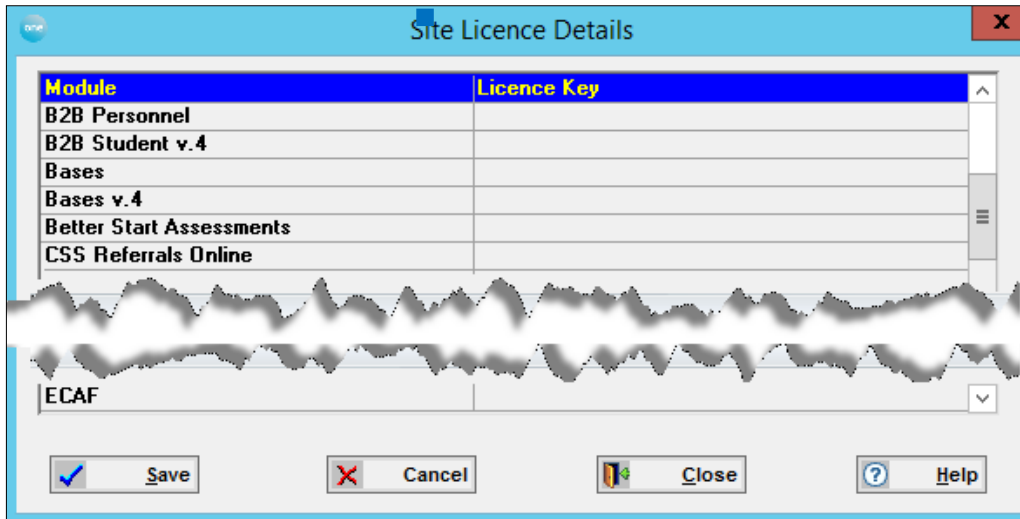 one
Site Licence Details
x
Module Licence Key
B2B Personnel
B2B Student v.4
Bases
Bases v.4
Better Start Assessments
CSS Referrals Online
ECAF
Save Cancel Close Help